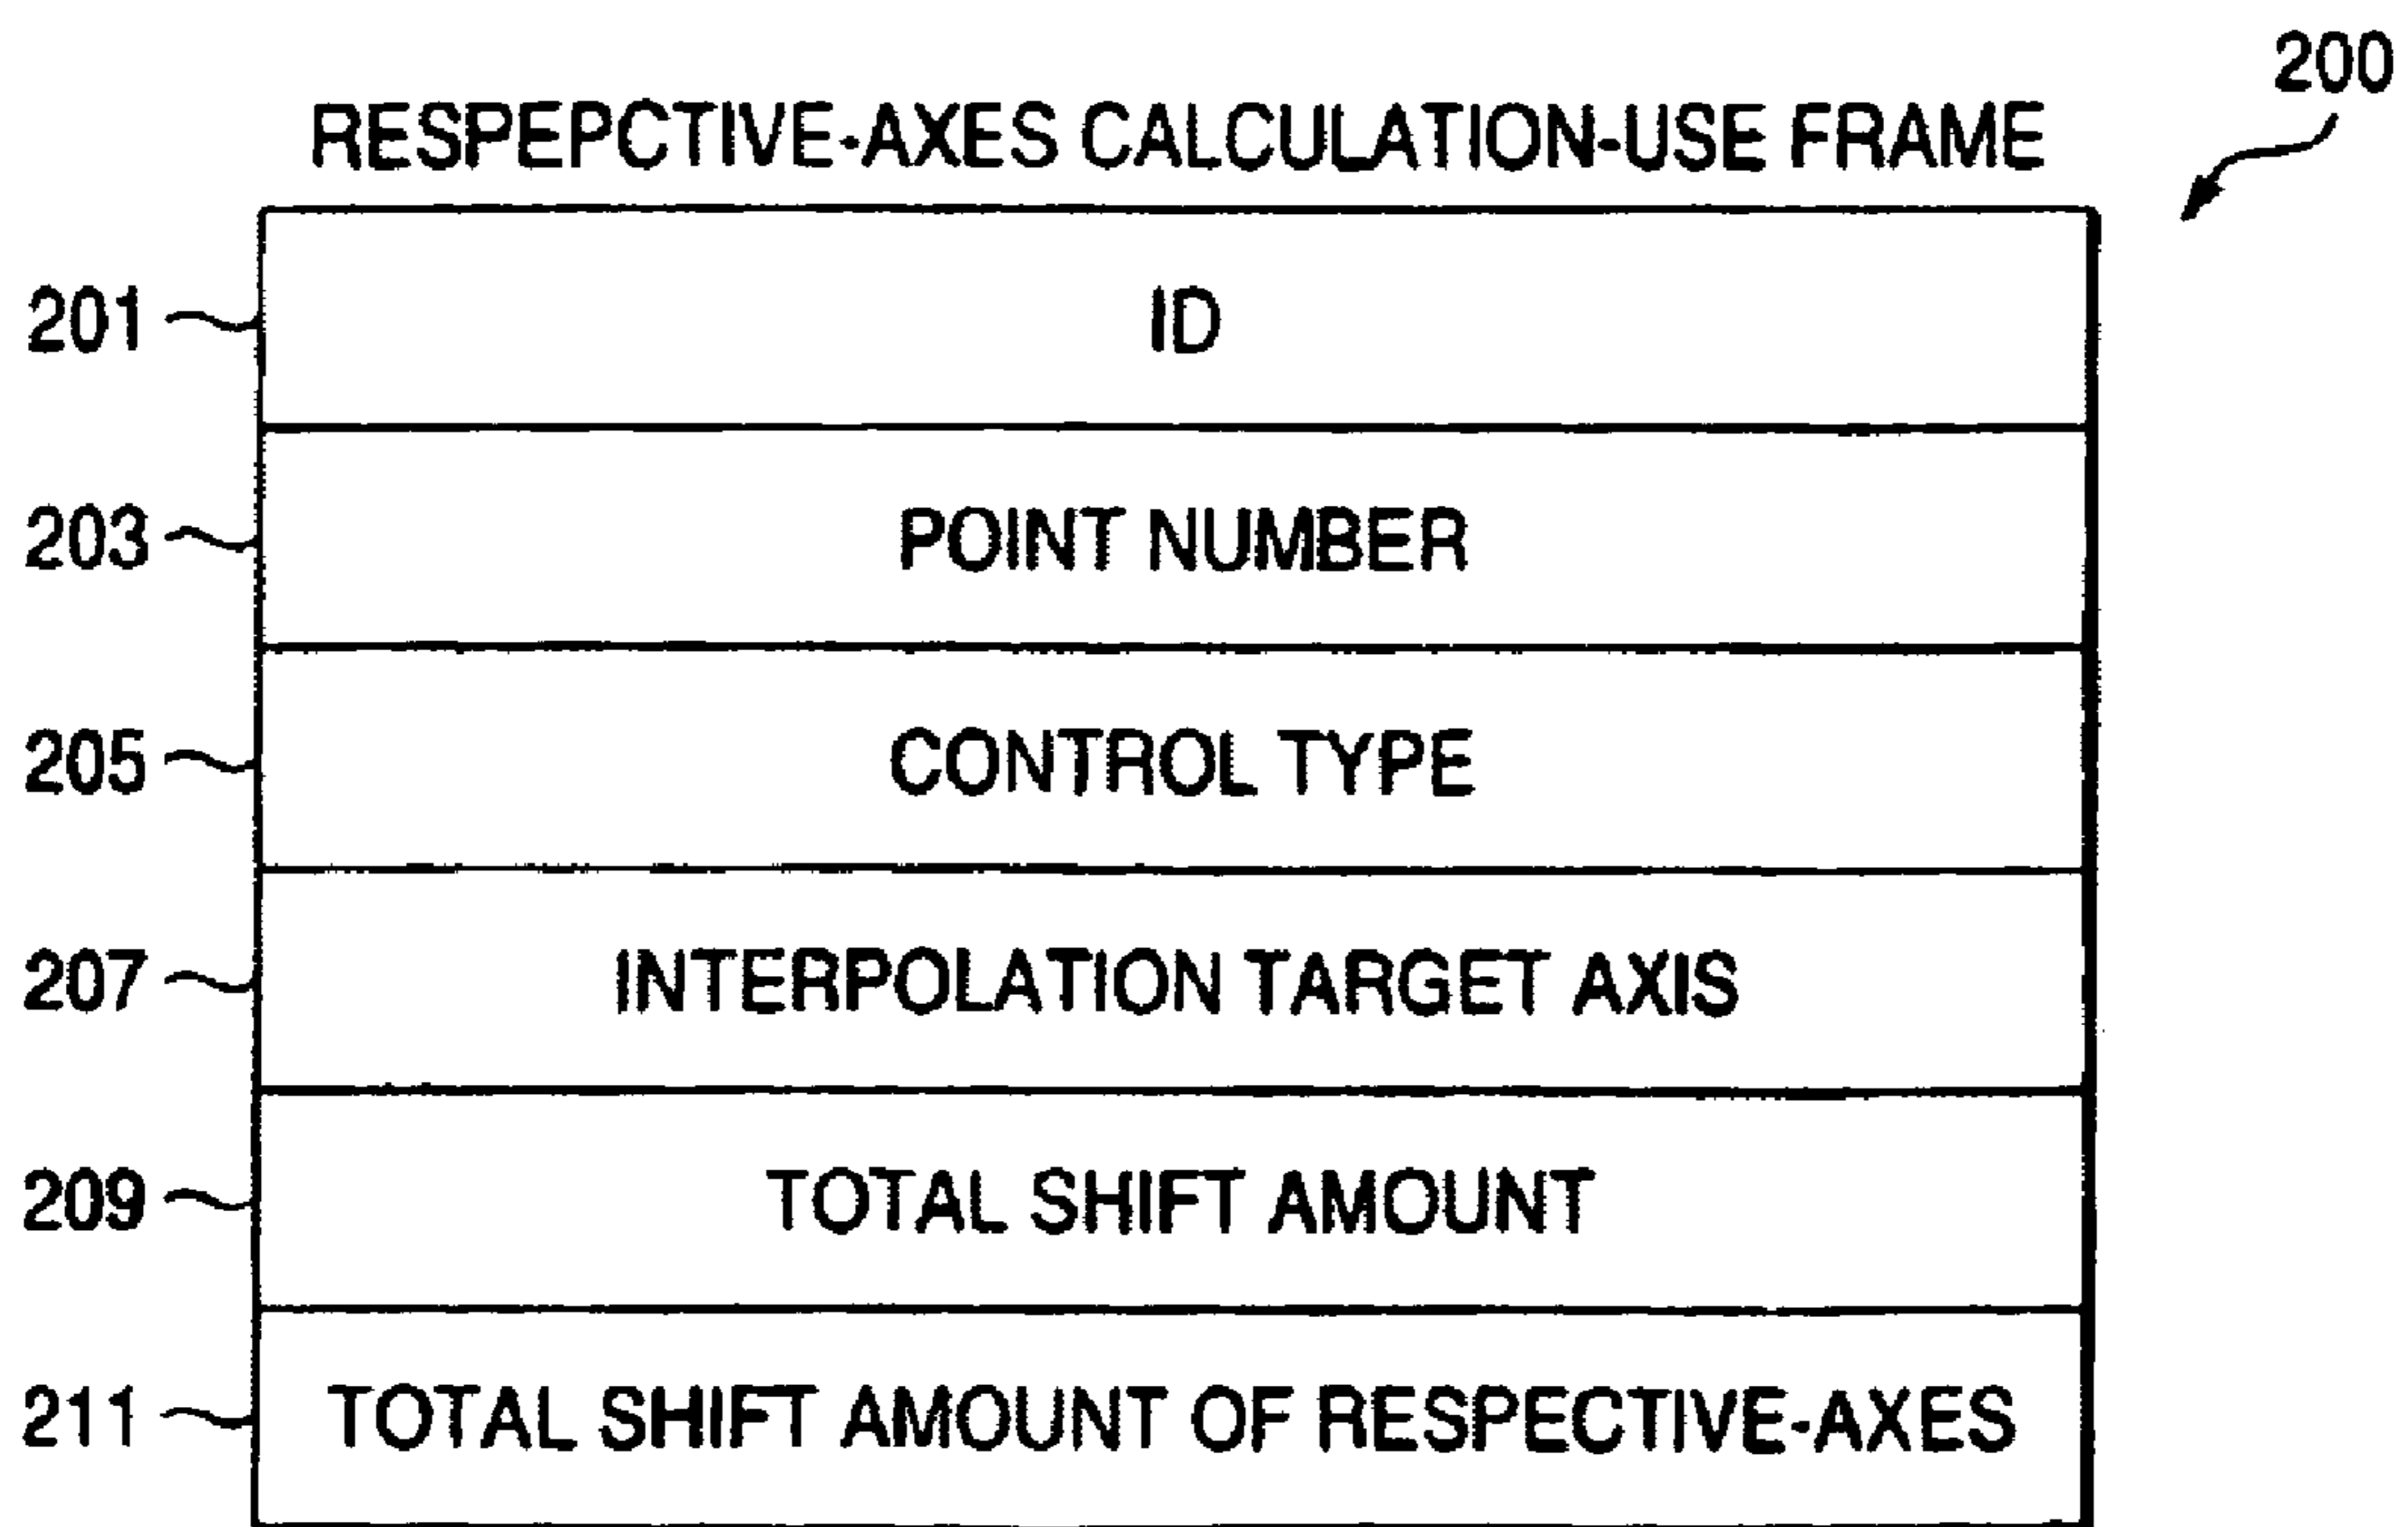 200
RESPEPCTIVE-AXES CALCULATION-USE FRAME
201 ID
203 POINT NUMBER
205 CONTROL TYPE
207 INTERPOLATION TARGET AXIS
209 TOTAL SHIFT AMOUNT
211 TOTAL SHIFT AMOUNT OF RESPECTIVE-AXES